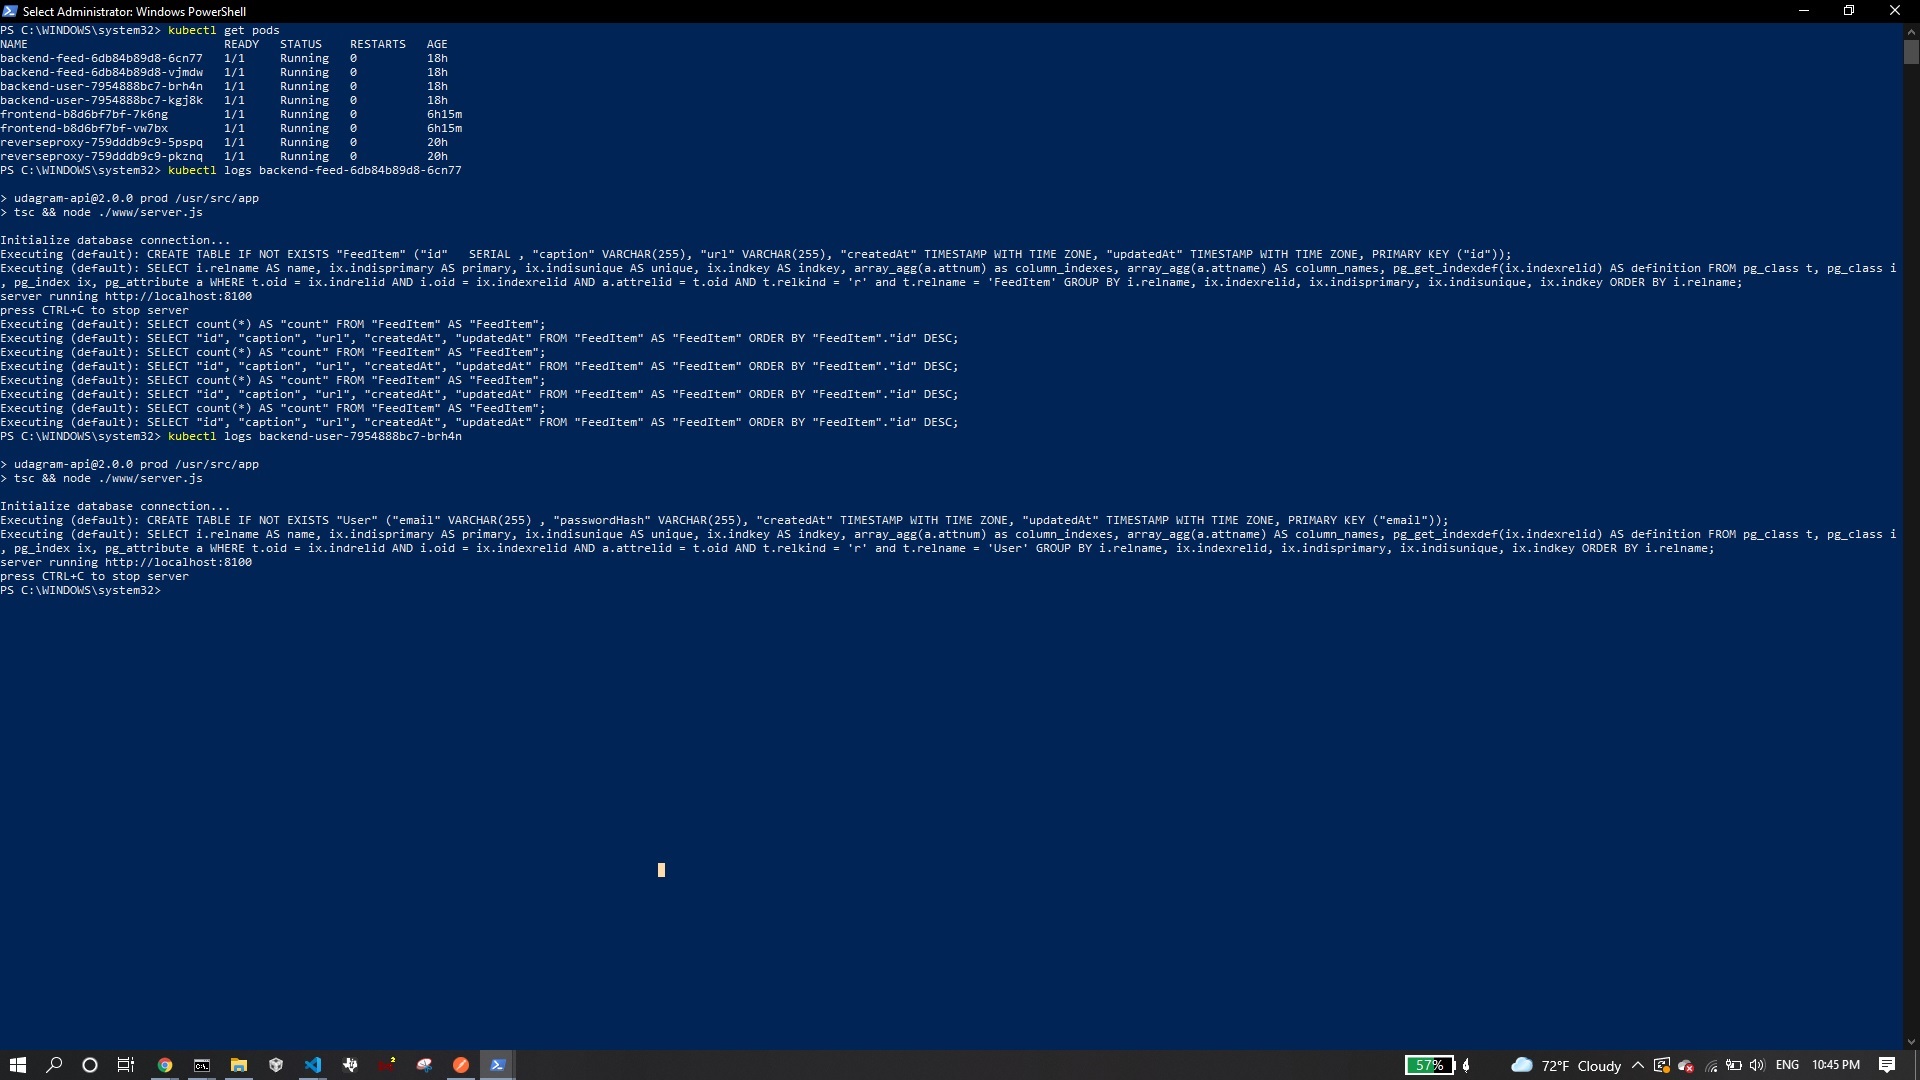 Select Administrator: Windows PowerShell
PS C:\WINDOWS\system32> kubectl get pods
NAME READY STATUS RESTARTS AGE
backend-feed-6db84b89d8-6cn77 1/1 Running 0 18h
backend-feed-6db84b89d8-vjmdw 1/1 Running 0 18h
backend-user-7954888bc7-brh4n 1/1 Running 0 18h
backend-user-7954888bc7-kgj8k 1/1 Running 0 18h
frontend-b8d6bf7bf-7k6ng 1/1 Running 0 6h15m
frontend-b8d6bf7bf-vw7bx 1/1 Running 0 6h15m
reverseproxy-759dddb9c9-5pspq 1/1 Running 0 20h
reverseproxy-759dddb9c9-pkznq 1/1 Running 0 20h
PS C:\WINDOWS\system32> kubectl logs backend-feed-6db84b89d8-6cn77
> udagram-api@2.0.0 prod /usr/src/app
> tsc && node ./www/server.js
Initialize database connection...
Executing (default): CREATE TABLE IF NOT EXISTS "FeedItem" ("id"   SERIAL , "caption" VARCHAR(255), "url" VARCHAR(255), "createdAt" TIMESTAMP WITH TIME ZONE, "updatedAt" TIMESTAMP WITH TIME ZONE, PRIMARY KEY ("id"));
Executing (default): SELECT i.relname AS name, ix.indisprimary AS primary, ix.indisunique AS unique, ix.indkey AS indkey, array_agg(a.attnum) as column_indexes, array_agg(a.attname) AS column_names, pg_get_indexdef(ix.indexrelid) AS definition FROM pg_class t, pg_class i
, pg_index ix, pg_attribute a WHERE t.oid = ix.indrelid AND i.oid = ix.indexrelid AND a.attrelid = t.oid AND t.relkind = 'r' and t.relname = 'FeedItem' GROUP BY i.relname, ix.indexrelid, ix.indisprimary, ix.indisunique, ix.indkey ORDER BY i.relname;
server running http://localhost:8100
press CTRL+C to stop server
Executing (default): SELECT count(*) AS "count" FROM "FeedItem" AS "FeedItem";
Executing (default): SELECT "id", "caption", "url", "createdAt", "updatedAt" FROM "FeedItem" AS "FeedItem" ORDER BY "FeedItem"."id" DESC;
Executing (default): SELECT count(*) AS "count" FROM "FeedItem" AS "FeedItem";
Executing (default): SELECT "id", "caption", "url", "createdAt", "updatedAt" FROM "FeedItem" AS "FeedItem" ORDER BY "FeedItem"."id" DESC;
Executing (default): SELECT count(*) AS "count" FROM "FeedItem" AS "FeedItem";
Executing (default): SELECT "id", "caption", "url", "createdAt", "updatedAt" FROM "FeedItem" AS "FeedItem" ORDER BY "FeedItem"."id" DESC;
Executing (default): SELECT count(*) AS "count" FROM "FeedItem" AS "FeedItem";
Executing (default): SELECT "id", "caption", "url", "createdAt", "updatedAt" FROM "FeedItem" AS "FeedItem" ORDER BY "FeedItem"."id" DESC;
PS C:\WINDOWS\system32> kubectl logs backend-user-7954888bc7-brh4n
> udagram-api@2.0.0 prod /usr/src/app
> tsc && node ./www/server.js
Initialize database connection...
Executing (default): CREATE TABLE IF NOT EXISTS "User" ("email" VARCHAR(255) , "passwordHash" VARCHAR(255), "createdAt" TIMESTAMP WITH TIME ZONE, "updatedAt" TIMESTAMP WITH TIME ZONE, PRIMARY KEY ("email"));
Executing (default): SELECT i.relname AS name, ix.indisprimary AS primary, ix.indisunique AS unique, ix.indkey AS indkey, array_agg(a.attnum) as column_indexes, array_agg(a.attname) AS column_names, pg_get_indexdef(ix.indexrelid) AS definition FROM pg_class t, pg_class i
, pg_index ix, pg_attribute a WHERE t.oid = ix.indrelid AND i.oid = ix.indexrelid AND a.attrelid = t.oid AND t.relkind = 'r' and t.relname = 'User' GROUP BY i.relname, ix.indexrelid, ix.indisprimary, ix.indisunique, ix.indkey ORDER BY i.relname;
server running http://localhost:8100
press CTRL+C to stop server
PS C:\WINDOWS\system32>
57% 72°F Cloudy ENG 10:45 PM